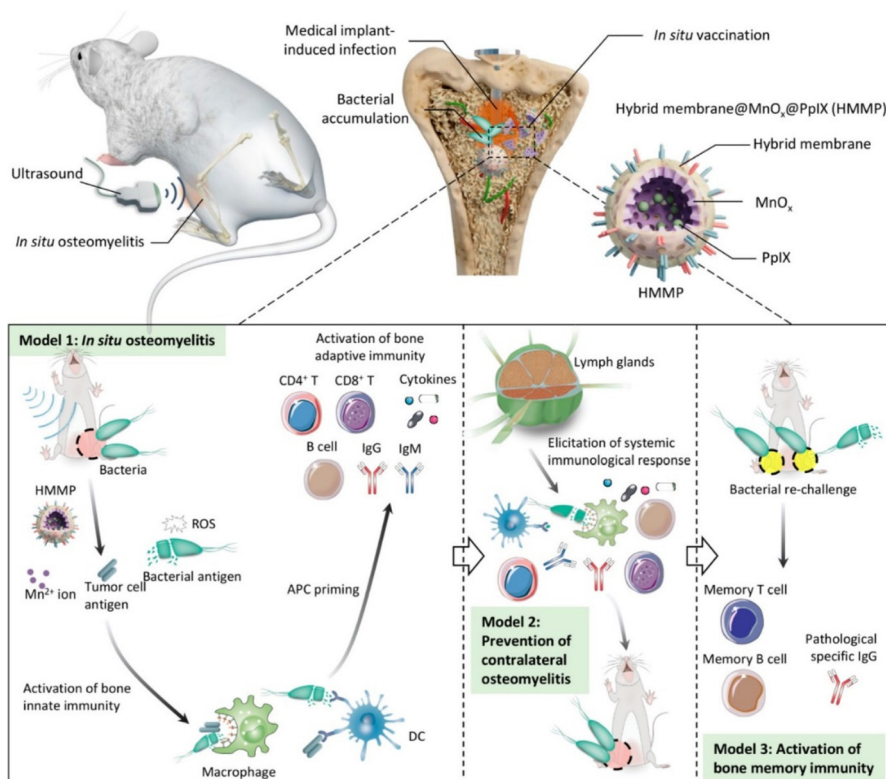 Medical implant-
induced infection
In situ vaccination
Bacterial
accumulation
Hybrid membrane@MnOx@PpIX (HMMP)
Hybrid membrane
Ultrasound
MnOx
In situ osteomyelitis
PpIX
HMMP
Model 1: In situ osteomyelitis
Activation of bone
adaptive immunity
CD4+ T
CD8+ T
Cytokines
B cell
IgG
IgM
Bacteria
HMMP
ROS
Bacterial antigen
Mn2+ ion
Tumor cell
antigen
APC priming
Activation of bone
innate immunity
Macrophage
DC
Lymph glands
Elicitation of systemic
immunological response
Model 2:
Prevention of
contralateral
osteomyelitis
Bacterial re-challenge
Memory T cell
Memory B cell
Pathological
specific IgG
Model 3: Activation of
bone memory immunity